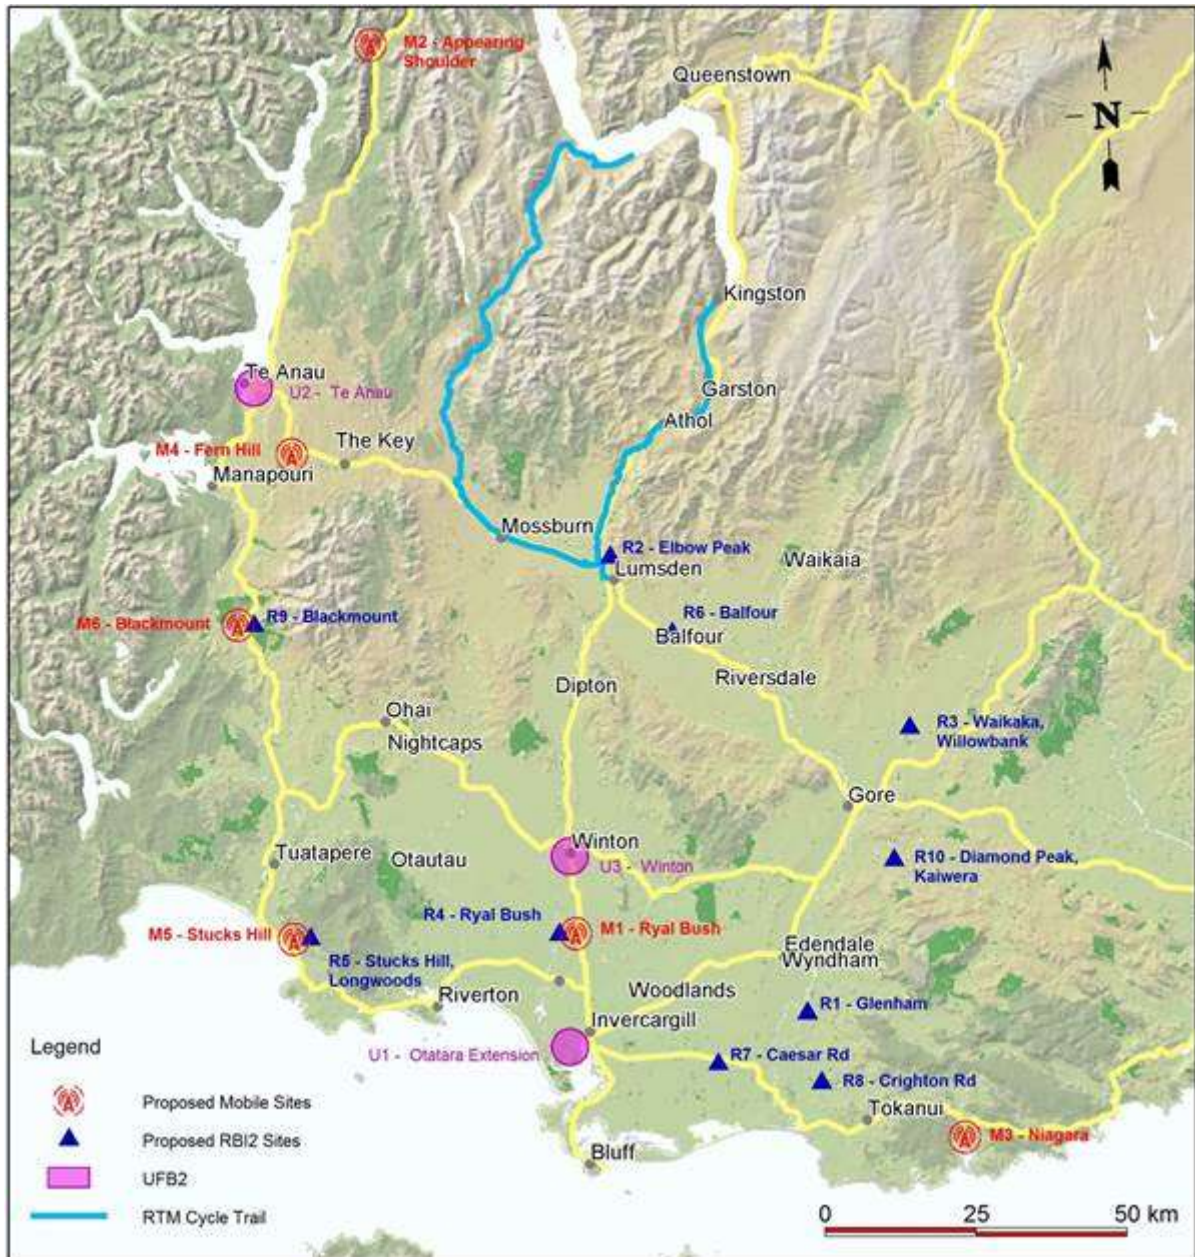 M2 - Appearing
Shoulder
Queenstown
N
Kingston
Te Anau
U2 - Te Anau
Garston
Athol
M4 - Fern Hill
The Key
Manapouri
Mossburn
R2 - Elbow Peak
Lumsden
Waikaia
M6 - Blackmount
R9 - Blackmount
R6 - Balfour
Balfour
Riversdale
Dipton
Ohai
Nightcaps
R3 - Waikaka,
Willowbank
Gore
Winton
U3 - Winton
Tuatapere
Otautau
R10 - Diamond Peak,
Kaiwera
R4 - Ryal Bush
M1 - Ryal Bush
M5 - Stucks Hill
R5 - Stucks Hill,
Longwoods
Edendale
Wyndham
Riverton
Woodlands
R1 - Glenham
Invercargill
U1 - Otatara Extension
R7 - Caesar Rd
R8 - Crighton Rd
Tokanui
M3 - Niagara
Bluff
Legend
Proposed Mobile Sites
Proposed RBI2 Sites
UFB2
RTM Cycle Trail
0 25 50 km